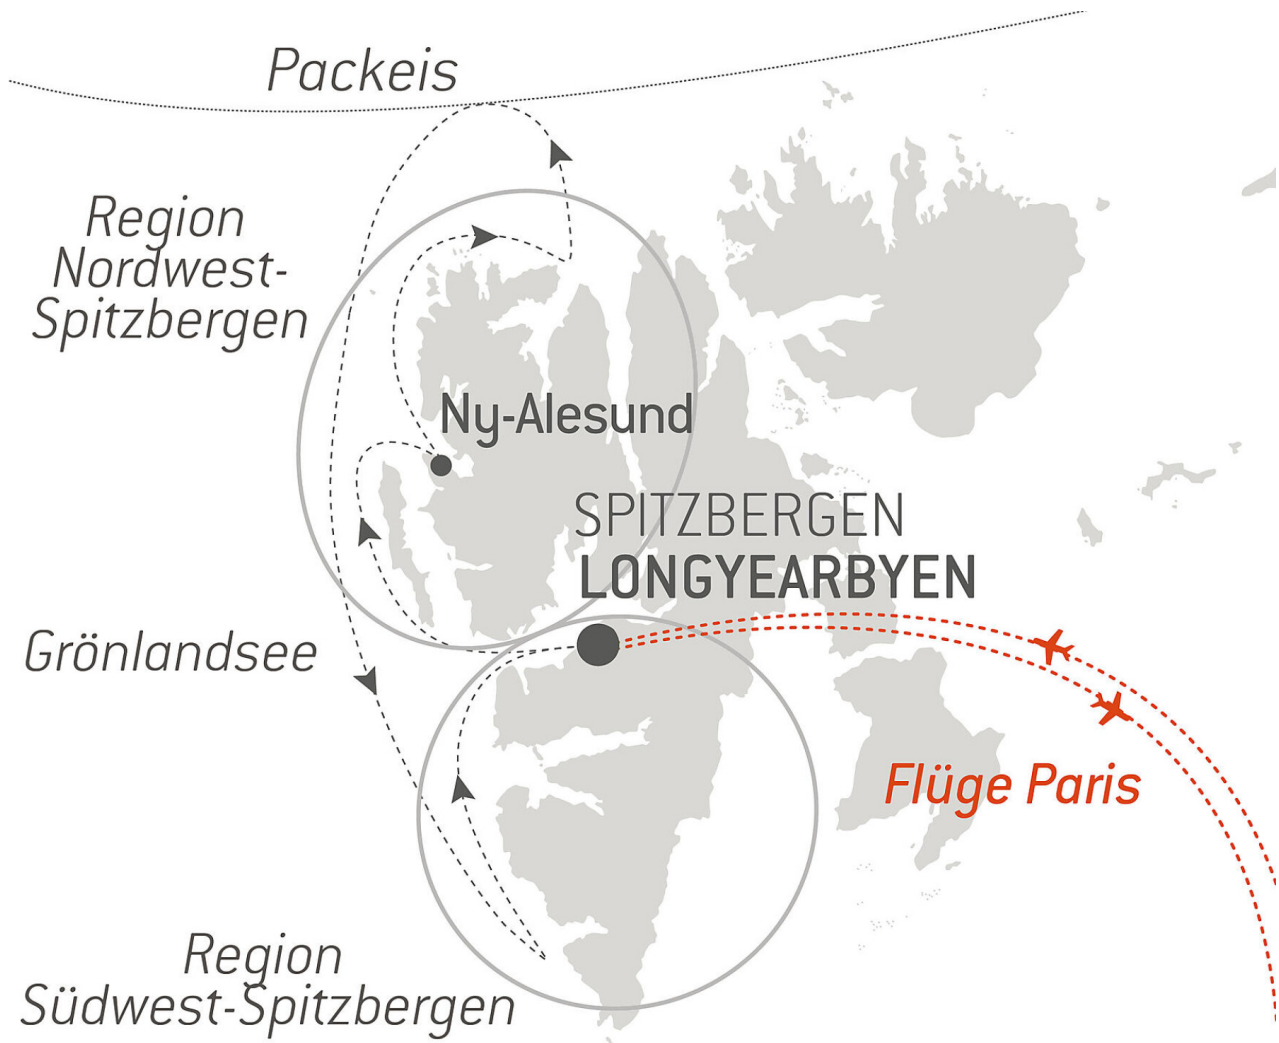 Packeis
Region
Nordwest-
Spitzbergen
Ny-Alesund
SPITZBERGEN
LONGYEARBYEN
Grönlandsee
Flüge Paris
Region
Südwest-Spitzbergen